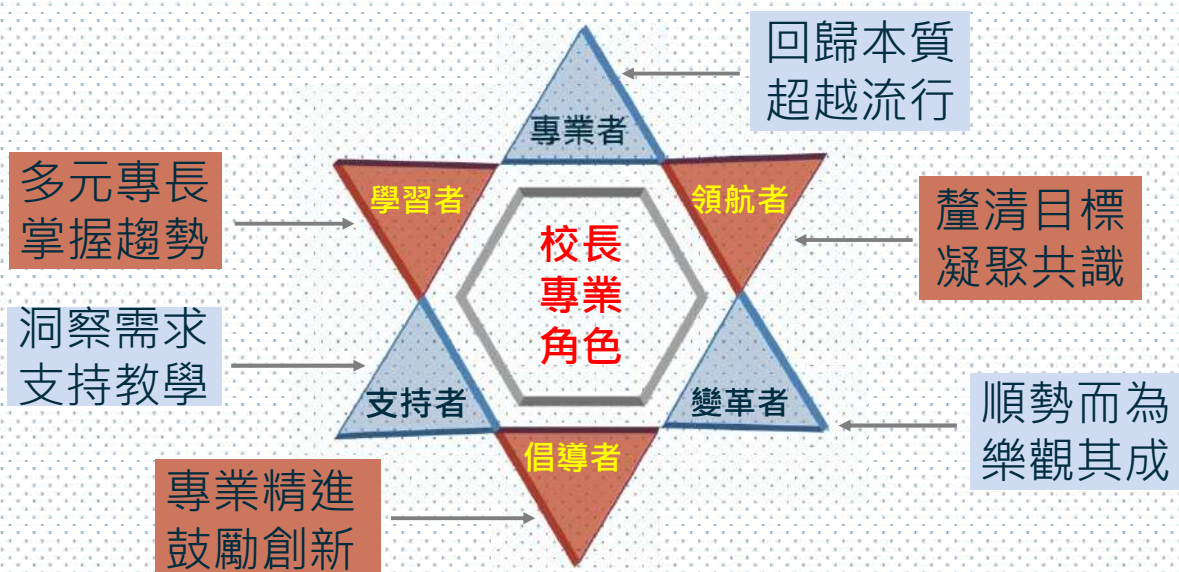 回歸本質
超越流行
專業者
多元專長
掌握趨勢
學習者
領航者
釐清目標
凝聚共識
校長
專業
角色
洞察需求
支持教學
支持者
變革者
順勢而為
樂觀其成
倡導者
專業精進
鼓勵創新